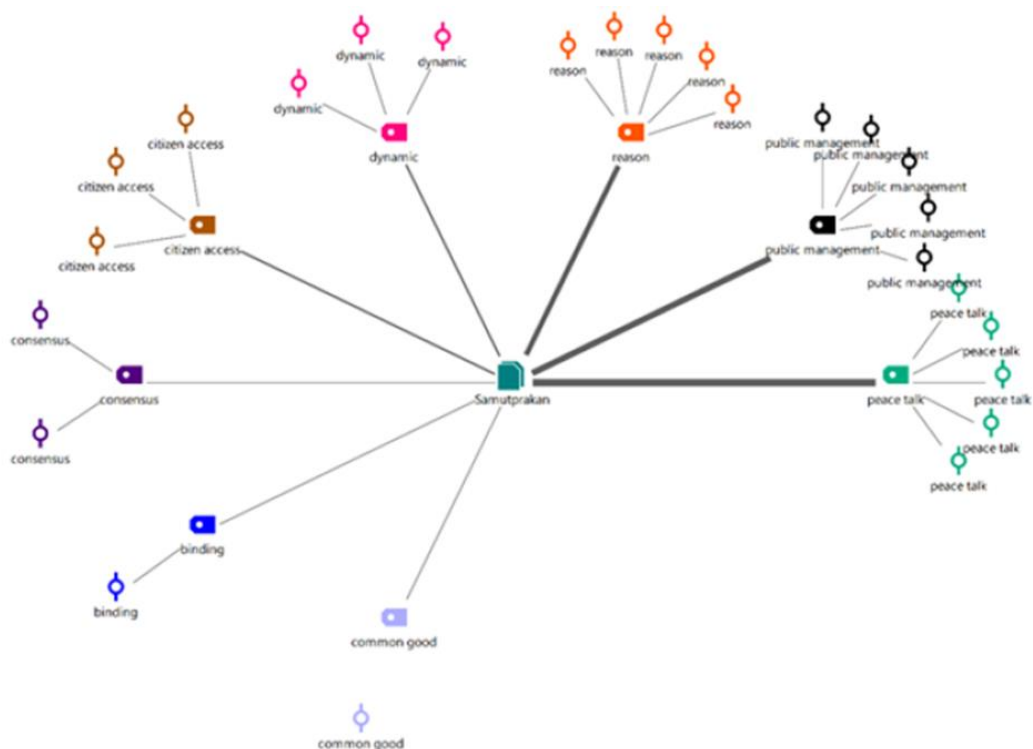 dynamic
dynamic
dynamic
dynamic
reason
reason
reason
reason
reason
reason
citizen access
citizen access
citizen access
citizen access
public management
public management
public management
public management
public management
public management
consensus
consensus
consensus
Samutprakan
peace talk
peace talk
peace talk
peace talk
peace talk
peace talk
binding
binding
common good
common good